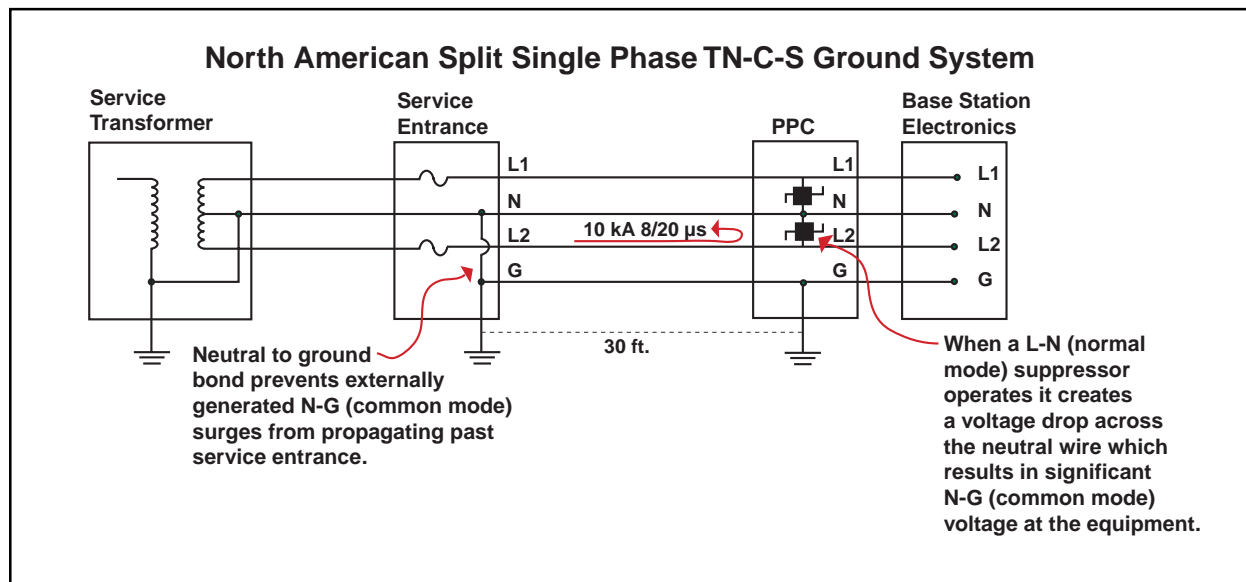 North American Split Single Phase TN-C-S Ground System
Service
Transformer
Service
Entrance
PPC
Base Station
Electronics
L1
L1
L1
N
N
N
10 kA 8/20 µs
L2
L2
L2
G
G
G
30 ft.
Neutral to ground
bond prevents externally
generated N-G (common mode)
surges from propagating past
service entrance.
When a L-N (normal
mode) suppressor
operates it creates
a voltage drop across
the neutral wire which
results in significant
N-G (common mode)
voltage at the equipment.